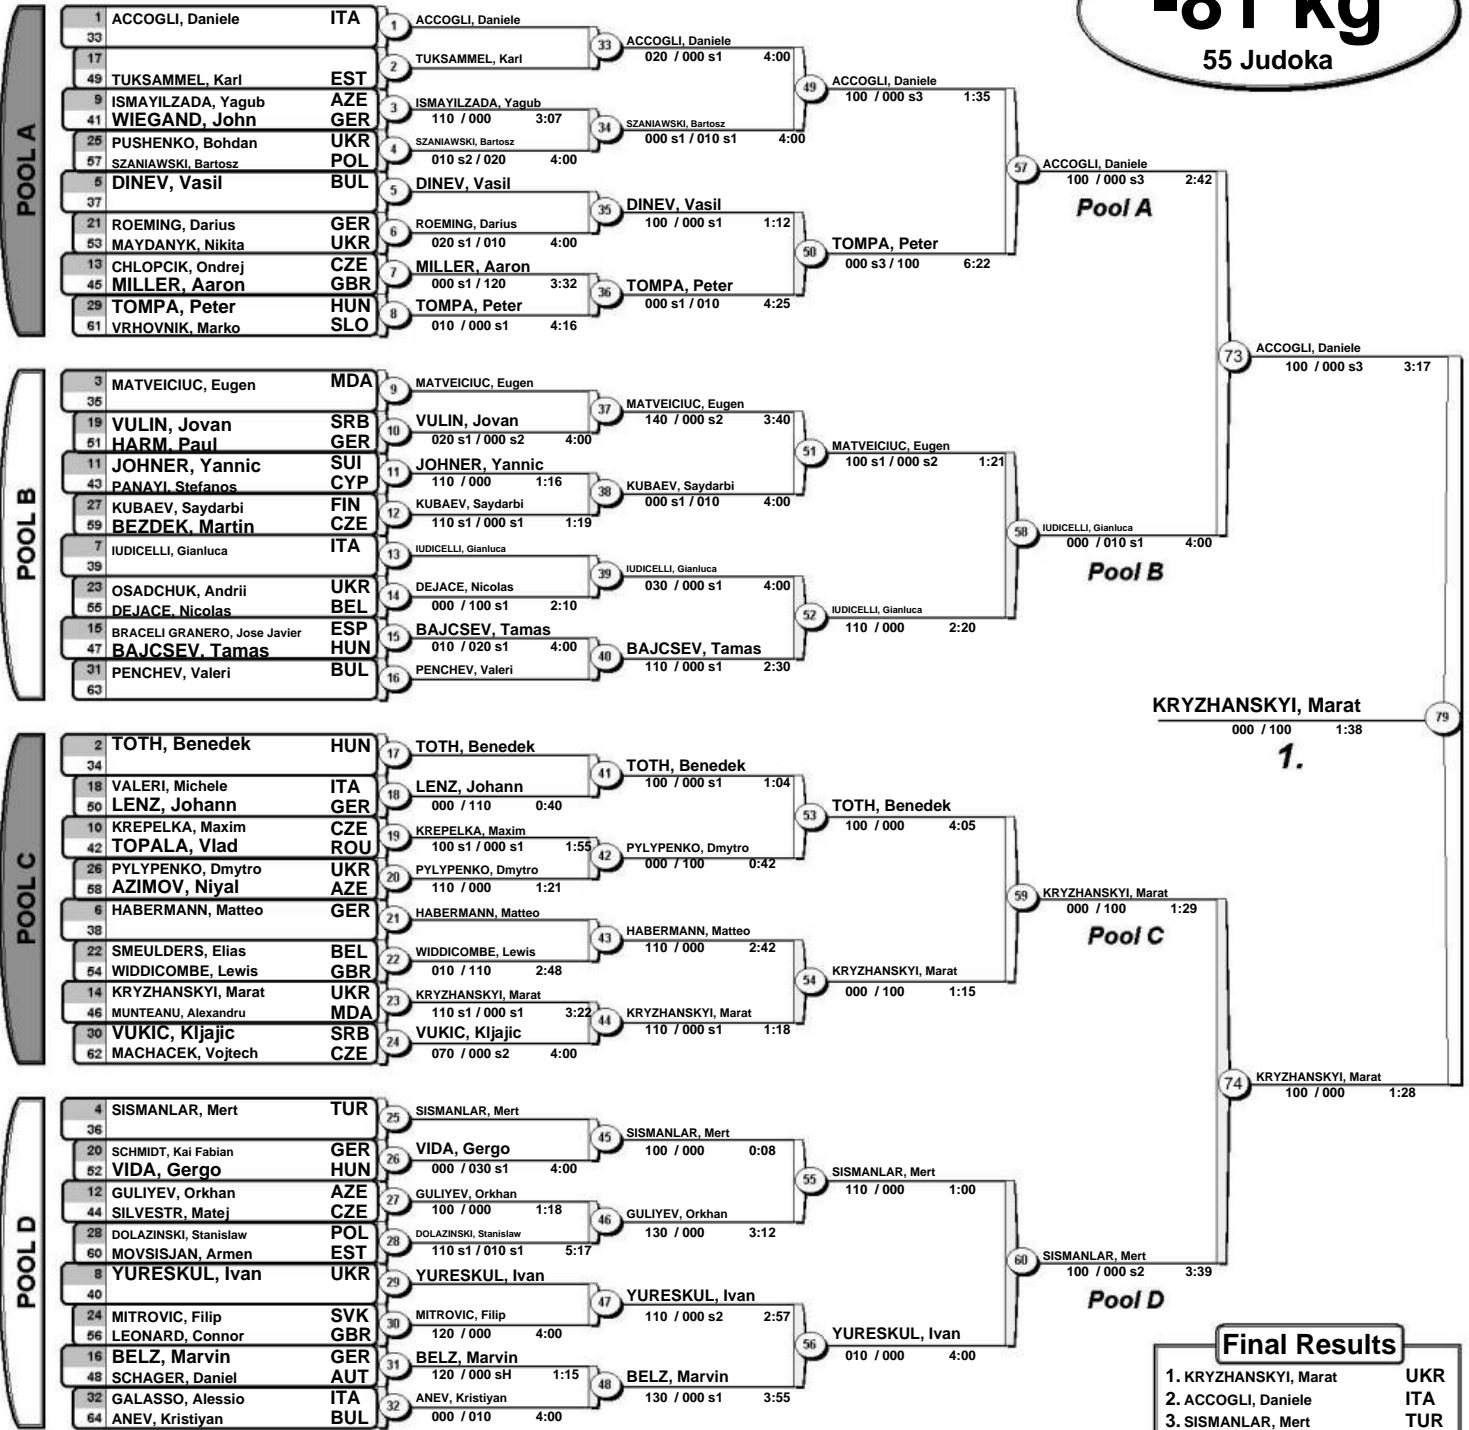 -81 kg
55 Judoka
POOL A
1 ACCOGLI, Daniele ITA
33
17
49 TUKSAMMEL, Karl EST
9 ISMAYILZADA, Yagub AZE
41 WIEGAND, John GER
25 PUSHENKO, Bohdan UKR
57 SZANIAWSKI, Bartosz POL
5 DINEV, Vasil BUL
37
21 ROEMING, Darius GER
53 MAYDANYK, Nikita UKR
13 CHLOPCIK, Ondrej CZE
45 MILLER, Aaron GBR
29 TOMPA, Peter HUN
61 VRHOVNIK, Marko SLO
1 ACCOGLI, Daniele
2 TUKSAMMEL, Karl
3 ISMAYILZADA, Yagub
110 / 000 3:07
4 SZANIAWSKI, Bartosz
010 s2 / 020 4:00
5 DINEV, Vasil
6 ROEMING, Darius
020 s1 / 010 4:00
7 MILLER, Aaron
000 s1 / 120 3:32
8 TOMPA, Peter
010 / 000 s1 4:16
33 ACCOGLI, Daniele
020 / 000 s1 4:00
34 SZANIAWSKI, Bartosz
000 s1 / 010 s1 4:00
35 DINEV, Vasil
100 / 000 s1 1:12
36 TOMPA, Peter
000 s1 / 010 4:25
49 ACCOGLI, Daniele
100 / 000 s3 1:35
50 TOMPA, Peter
000 s3 / 100 6:22
57 ACCOGLI, Daniele
100 / 000 s3 2:42
Pool A
POOL B
3 MATVEICIUC, Eugen MDA
35
19 VULIN, Jovan SRB
51 HARM, Paul GER
11 JOHNER, Yannic SUI
43 PANAYI, Stefanos CYP
27 KUBAEV, Saydarbi FIN
59 BEZDEK, Martin CZE
7 IUDICELLI, Gianluca ITA
39
23 OSADCHUK, Andrii UKR
55 DEJACE, Nicolas BEL
15 BRACELI GRANERO, Jose Javier ESP
47 BAJCSEV, Tamas HUN
31 PENCHEV, Valeri BUL
63
9 MATVEICIUC, Eugen
10 VULIN, Jovan
020 s1 / 000 s2 4:00
11 JOHNER, Yannic
110 / 000 1:16
12 KUBAEV, Saydarbi
110 s1 / 000 s1 1:19
13 IUDICELLI, Gianluca
14 DEJACE, Nicolas
000 / 100 s1 2:10
15 BAJCSEV, Tamas
010 / 020 s1 4:00
16 PENCHEV, Valeri
37 MATVEICIUC, Eugen
140 / 000 s2 3:40
38 KUBAEV, Saydarbi
000 s1 / 010 4:00
39 IUDICELLI, Gianluca
030 / 000 s1 4:00
40 BAJCSEV, Tamas
110 / 000 s1 2:30
51 MATVEICIUC, Eugen
100 s1 / 000 s2 1:21
52 IUDICELLI, Gianluca
110 / 000 2:20
58 IUDICELLI, Gianluca
000 / 010 s1 4:00
Pool B
73 ACCOGLI, Daniele
100 / 000 s3 3:17
KRYZHANSKYI, Marat 79
000 / 100 1:38
1.
POOL C
2 TOTH, Benedek HUN
34
18 VALERI, Michele ITA
50 LENZ, Johann GER
10 KREPELKA, Maxim CZE
42 TOPALA, Vlad ROU
26 PYLYPENKO, Dmytro UKR
58 AZIMOV, Niyal AZE
6 HABERMANN, Matteo GER
38
22 SMEULDERS, Elias BEL
54 WIDDICOMBE, Lewis GBR
14 KRYZHANSKYI, Marat UKR
46 MUNTEANU, Alexandru MDA
30 VUKIC, Kljajic SRB
62 MACHACEK, Vojtech CZE
17 TOTH, Benedek
18 LENZ, Johann
000 / 110 0:40
19 KREPELKA, Maxim
100 s1 / 000 s1 1:55
20 PYLYPENKO, Dmytro
110 / 000 1:21
21 HABERMANN, Matteo
22 WIDDICOMBE, Lewis
010 / 110 2:48
23 KRYZHANSKYI, Marat
110 s1 / 000 s1 3:22
24 VUKIC, Kljajic
070 / 000 s2 4:00
41 TOTH, Benedek
100 / 000 s1 1:04
42 PYLYPENKO, Dmytro
000 / 100 0:42
43 HABERMANN, Matteo
110 / 000 2:42
44 KRYZHANSKYI, Marat
110 / 000 s1 1:18
53 TOTH, Benedek
100 / 000 4:05
54 KRYZHANSKYI, Marat
000 / 100 1:15
59 KRYZHANSKYI, Marat
000 / 100 1:29
Pool C
74 KRYZHANSKYI, Marat
100 / 000 1:28
POOL D
4 SISMANLAR, Mert TUR
36
20 SCHMIDT, Kai Fabian GER
52 VIDA, Gergo HUN
12 GULIYEV, Orkhan AZE
44 SILVESTR, Matej CZE
28 DOLAZINSKI, Stanislaw POL
60 MOVSISJAN, Armen EST
8 YURESKUL, Ivan UKR
40
24 MITROVIC, Filip SVK
56 LEONARD, Connor GBR
16 BELZ, Marvin GER
48 SCHAGER, Daniel AUT
32 GALASSO, Alessio ITA
64 ANEV, Kristiyan BUL
25 SISMANLAR, Mert
26 VIDA, Gergo
000 / 030 s1 4:00
27 GULIYEV, Orkhan
100 / 000 1:18
28 DOLAZINSKI, Stanislaw
110 s1 / 010 s1 5:17
29 YURESKUL, Ivan
30 MITROVIC, Filip
120 / 000 4:00
31 BELZ, Marvin
120 / 000 sH 1:15
32 ANEV, Kristiyan
000 / 010 4:00
45 SISMANLAR, Mert
100 / 000 0:08
46 GULIYEV, Orkhan
130 / 000 3:12
47 YURESKUL, Ivan
110 / 000 s2 2:57
48 BELZ, Marvin
130 / 000 s1 3:55
55 SISMANLAR, Mert
110 / 000 1:00
56 YURESKUL, Ivan
010 / 000 4:00
60 SISMANLAR, Mert
100 / 000 s2 3:39
Pool D
Final Results
1. KRYZHANSKYI, Marat UKR
2. ACCOGLI, Daniele ITA
3. SISMANLAR, Mert TUR